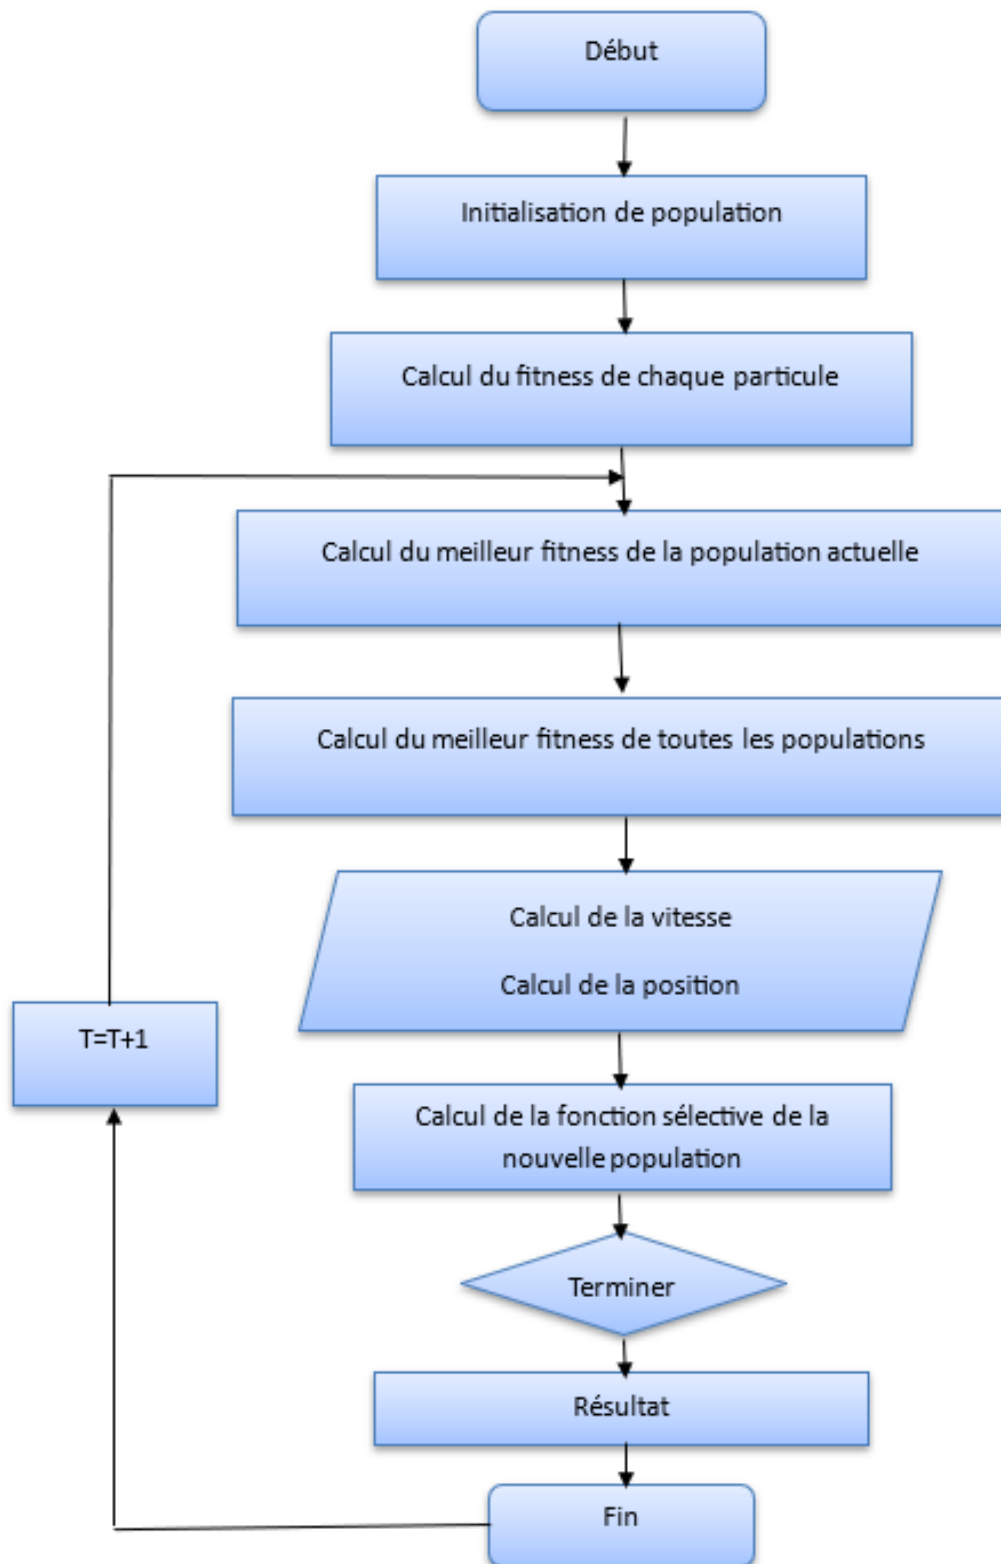 Début
Initialisation de population
Calcul du fitness de chaque particule
Calcul du meilleur fitness de la population actuelle
Calcul du meilleur fitness de toutes les populations
Calcul de la vitesse
Calcul de la position
T=T+1
Calcul de la fonction sélective de la
nouvelle population
Terminer
Résultat
Fin